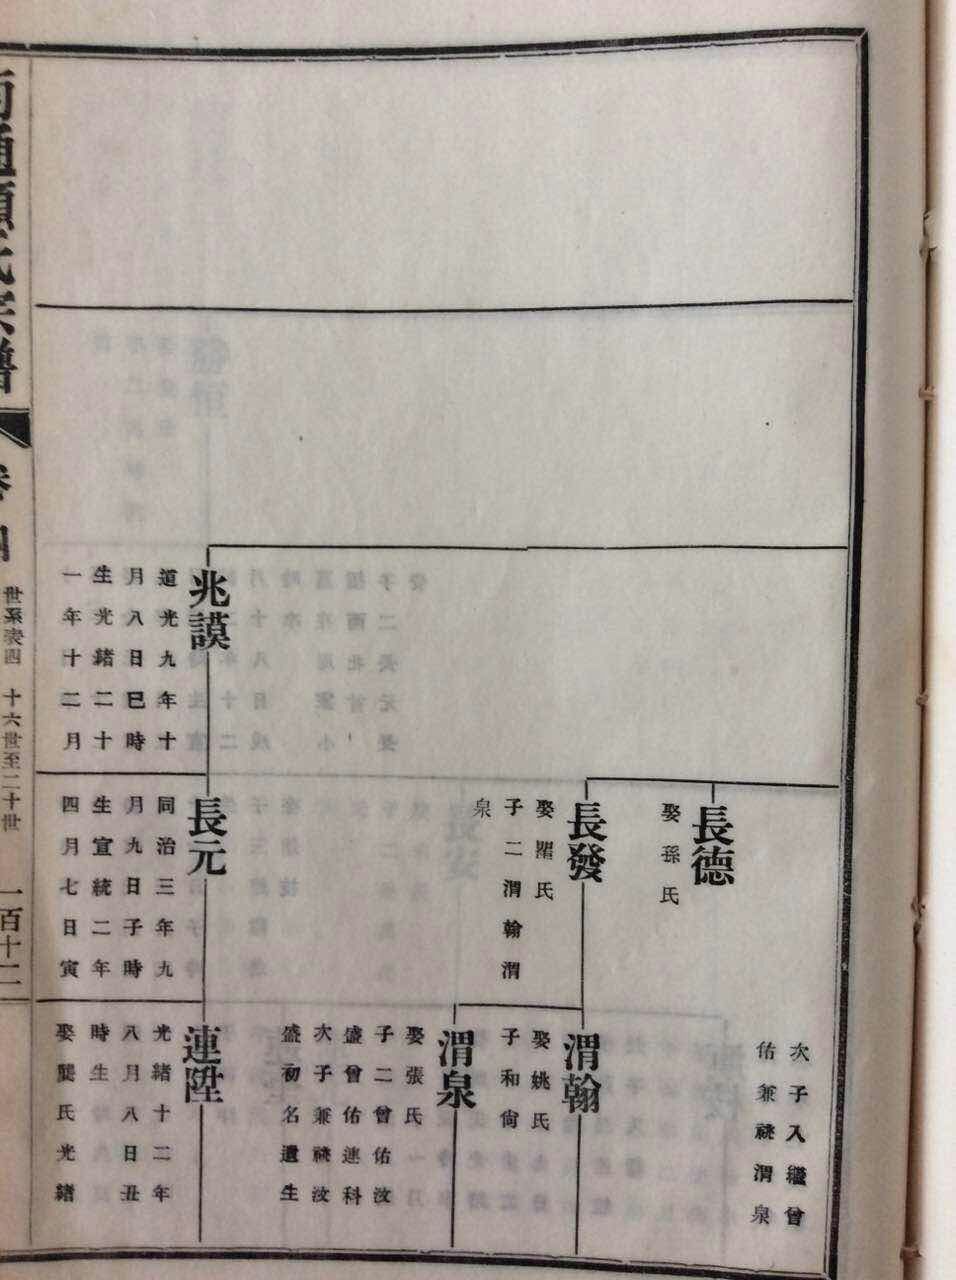 兆謨
道光九年十
月八日巳時
生光緒二十
一年十二月
長德
娶孫氏
長發
娶瞿氏
子二渭翰渭
泉
長元
同治三年九
月九日子時
生宣統二年
四月七日寅
次子入繼曾
佑兼祧渭泉
渭翰
娶姚氏
子和尙
渭泉
娶張氏
子二曾佑汝
盛曾佑連科
次子兼祧汝
盛初名遺生
連陞
光緒十二年
八月八日丑
時生
娶龔氏光緒
南通顧氏宗譜
卷四
世系表四 十六世至二十世
一百十二